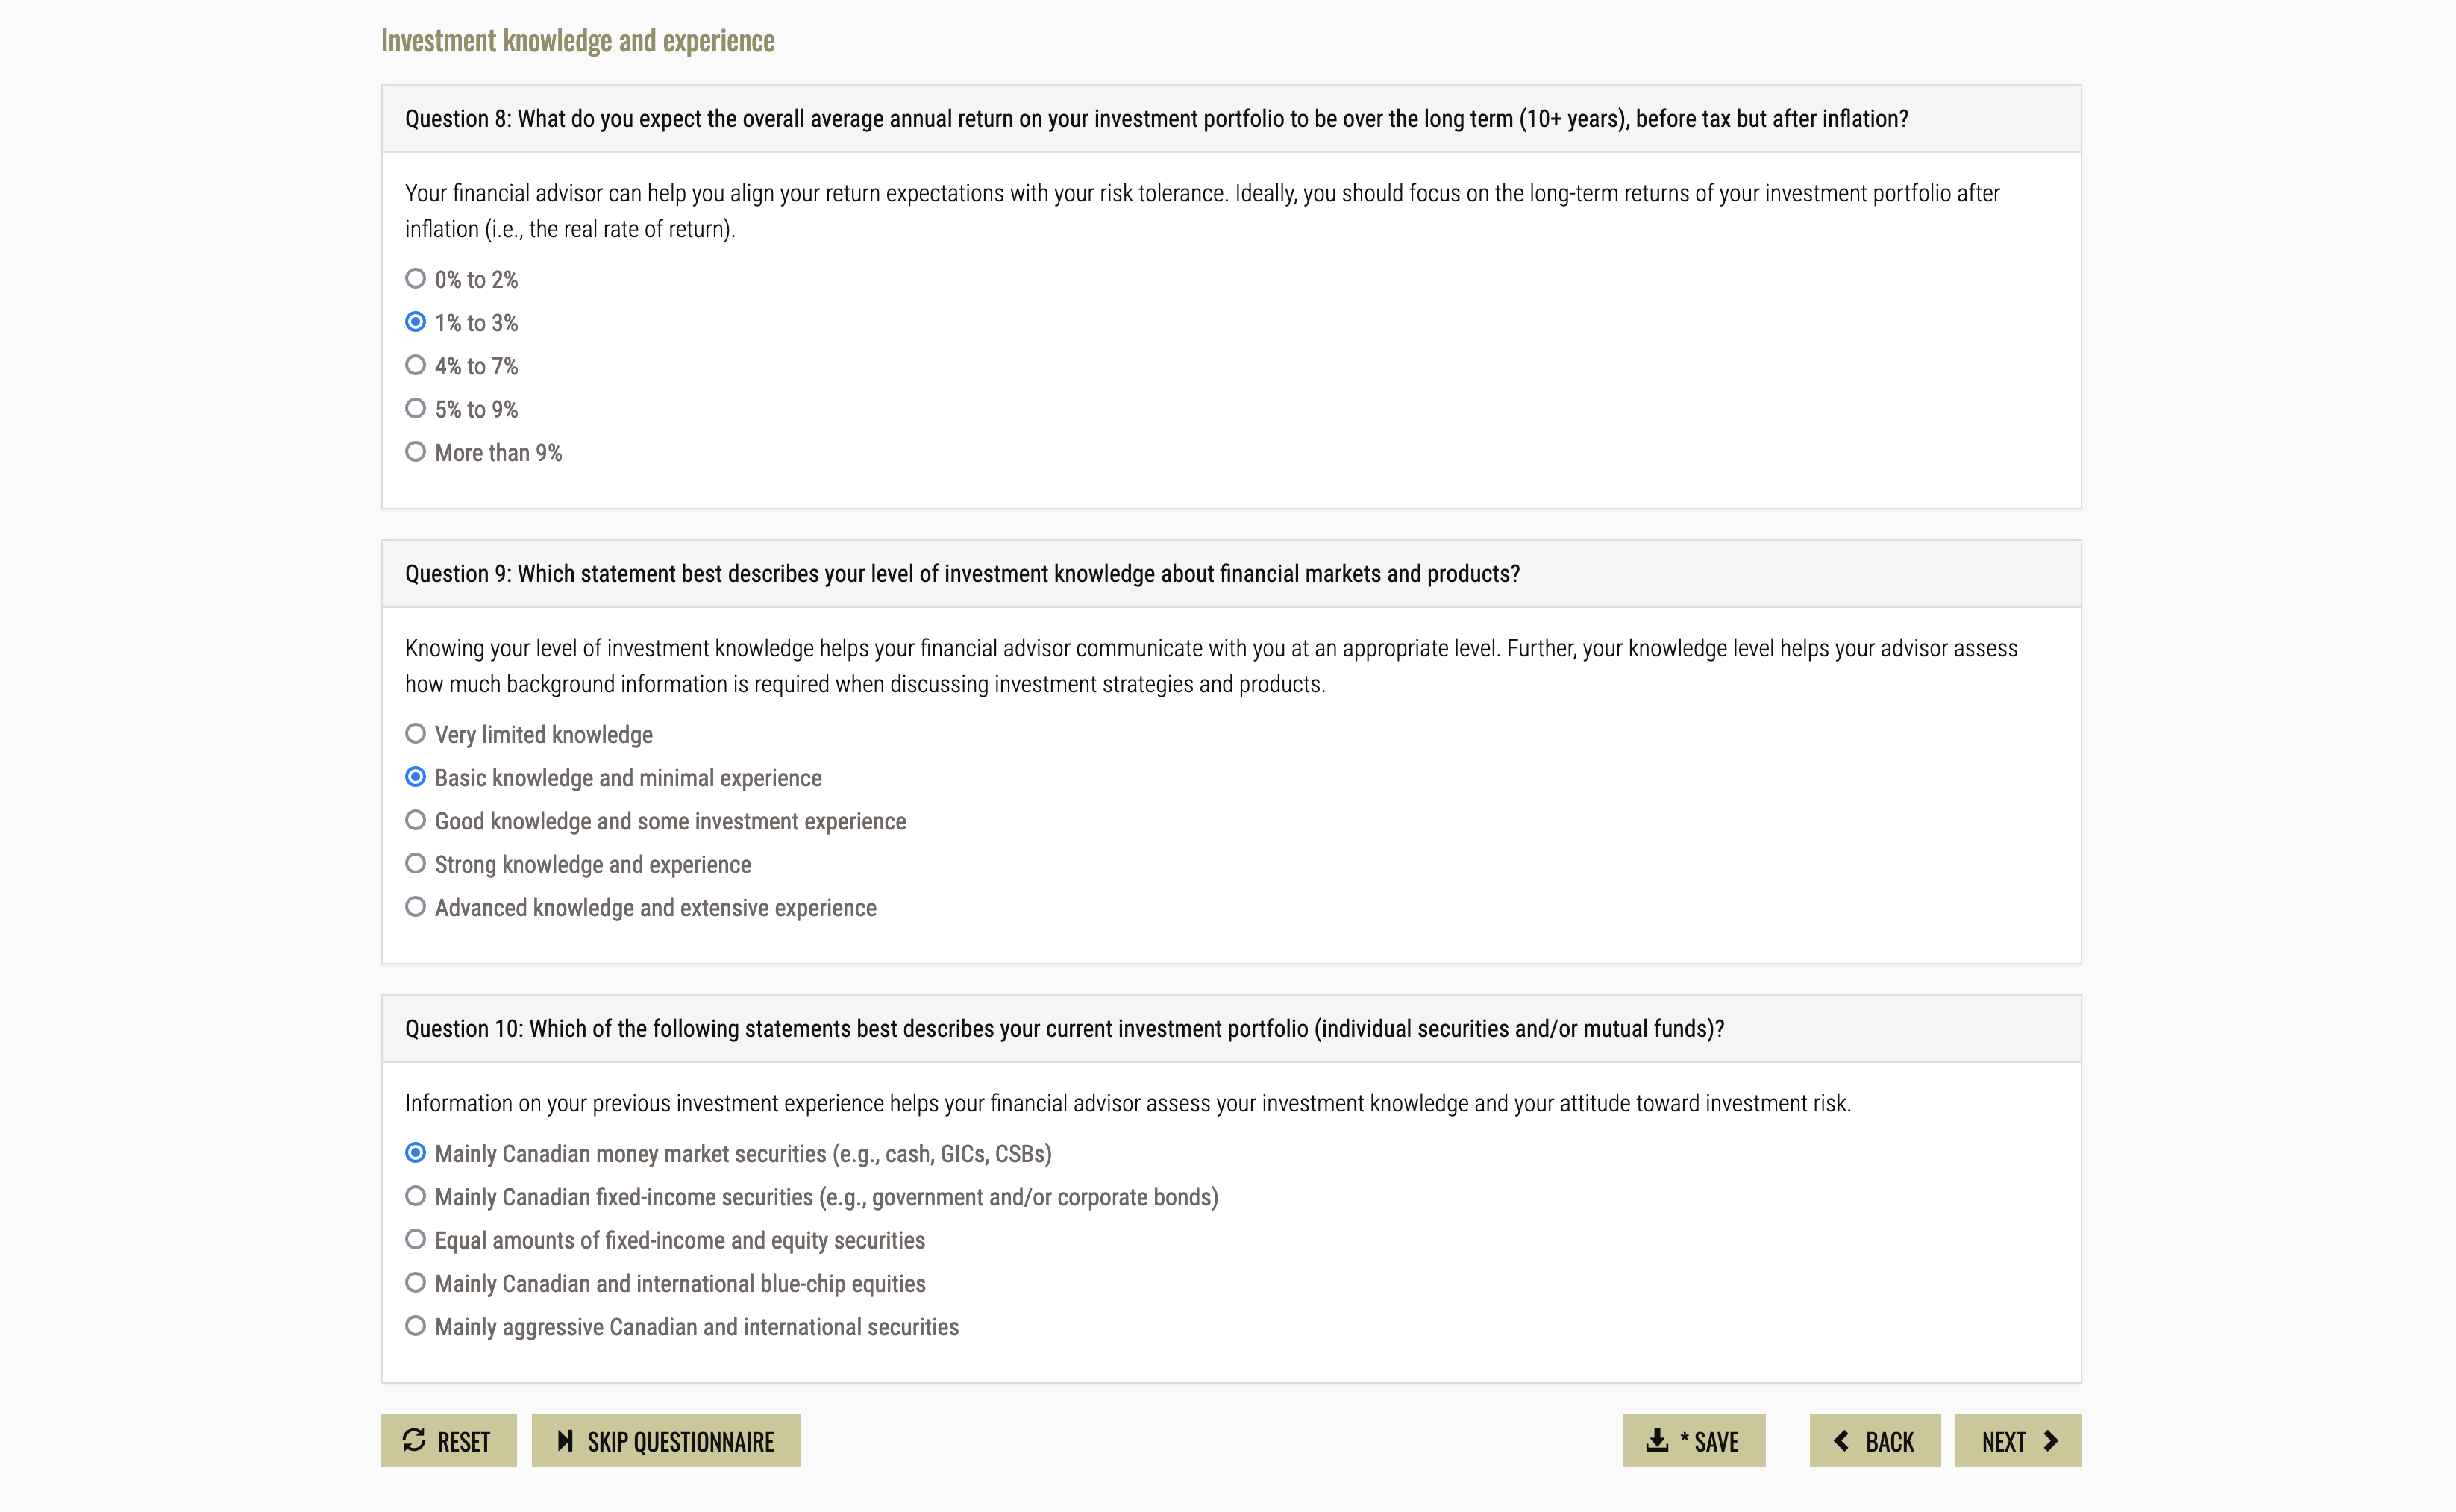 Investment knowledge and experience
Question 8: What do you expect the overall average annual return on your investment portfolio to be over the long term (10+ years), before tax but after inflation?
Your financial advisor can help you align your return expectations with your risk tolerance. Ideally, you should focus on the long-term returns of your investment portfolio after
inflation (i.e., the real rate of return).
0% to 2%
1% to 3%
4% to 7%
5% to 9%
More than 9%
Question 9: Which statement best describes your level of investment knowledge about financial markets and products?
Knowing your level of investment knowledge helps your financial advisor communicate with you at an appropriate level. Further, your knowledge level helps your advisor assess
how much background information is required when discussing investment strategies and products.
Very limited knowledge
Basic knowledge and minimal experience
Good knowledge and some investment experience
Strong knowledge and experience
Advanced knowledge and extensive experience
Question 10: Which of the following statements best describes your current investment portfolio (individual securities and/or mutual funds)?
Information on your previous investment experience helps your financial advisor assess your investment knowledge and your attitude toward investment risk.
Mainly Canadian money market securities (e.g., cash, GICs, CSBs)
Mainly Canadian fixed-income securities (e.g., government and/or corporate bonds)
Equal amounts of fixed-income and equity securities
Mainly Canadian and international blue-chip equities
Mainly aggressive Canadian and international securities
RESET SKIP QUESTIONNAIRE * SAVE BACK NEXT